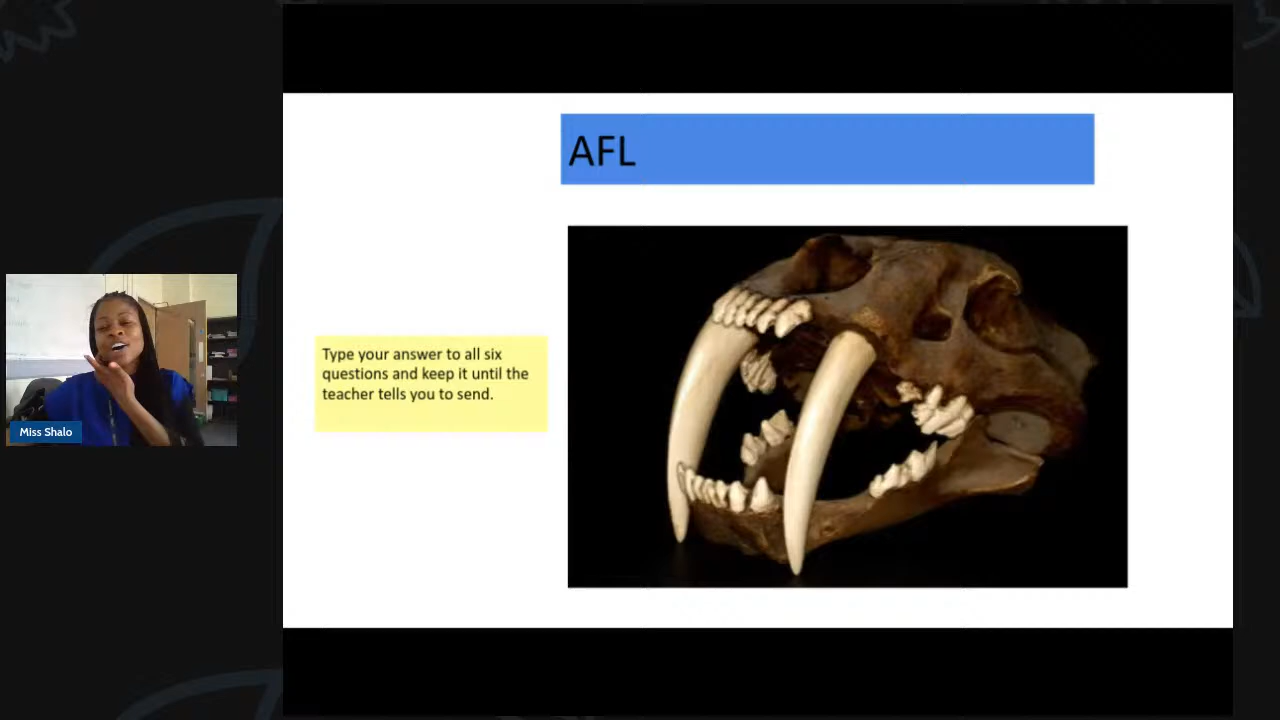 AFL
Type your answer to all six
questions and keep it until the
teacher tells you to send.
Miss Shalo